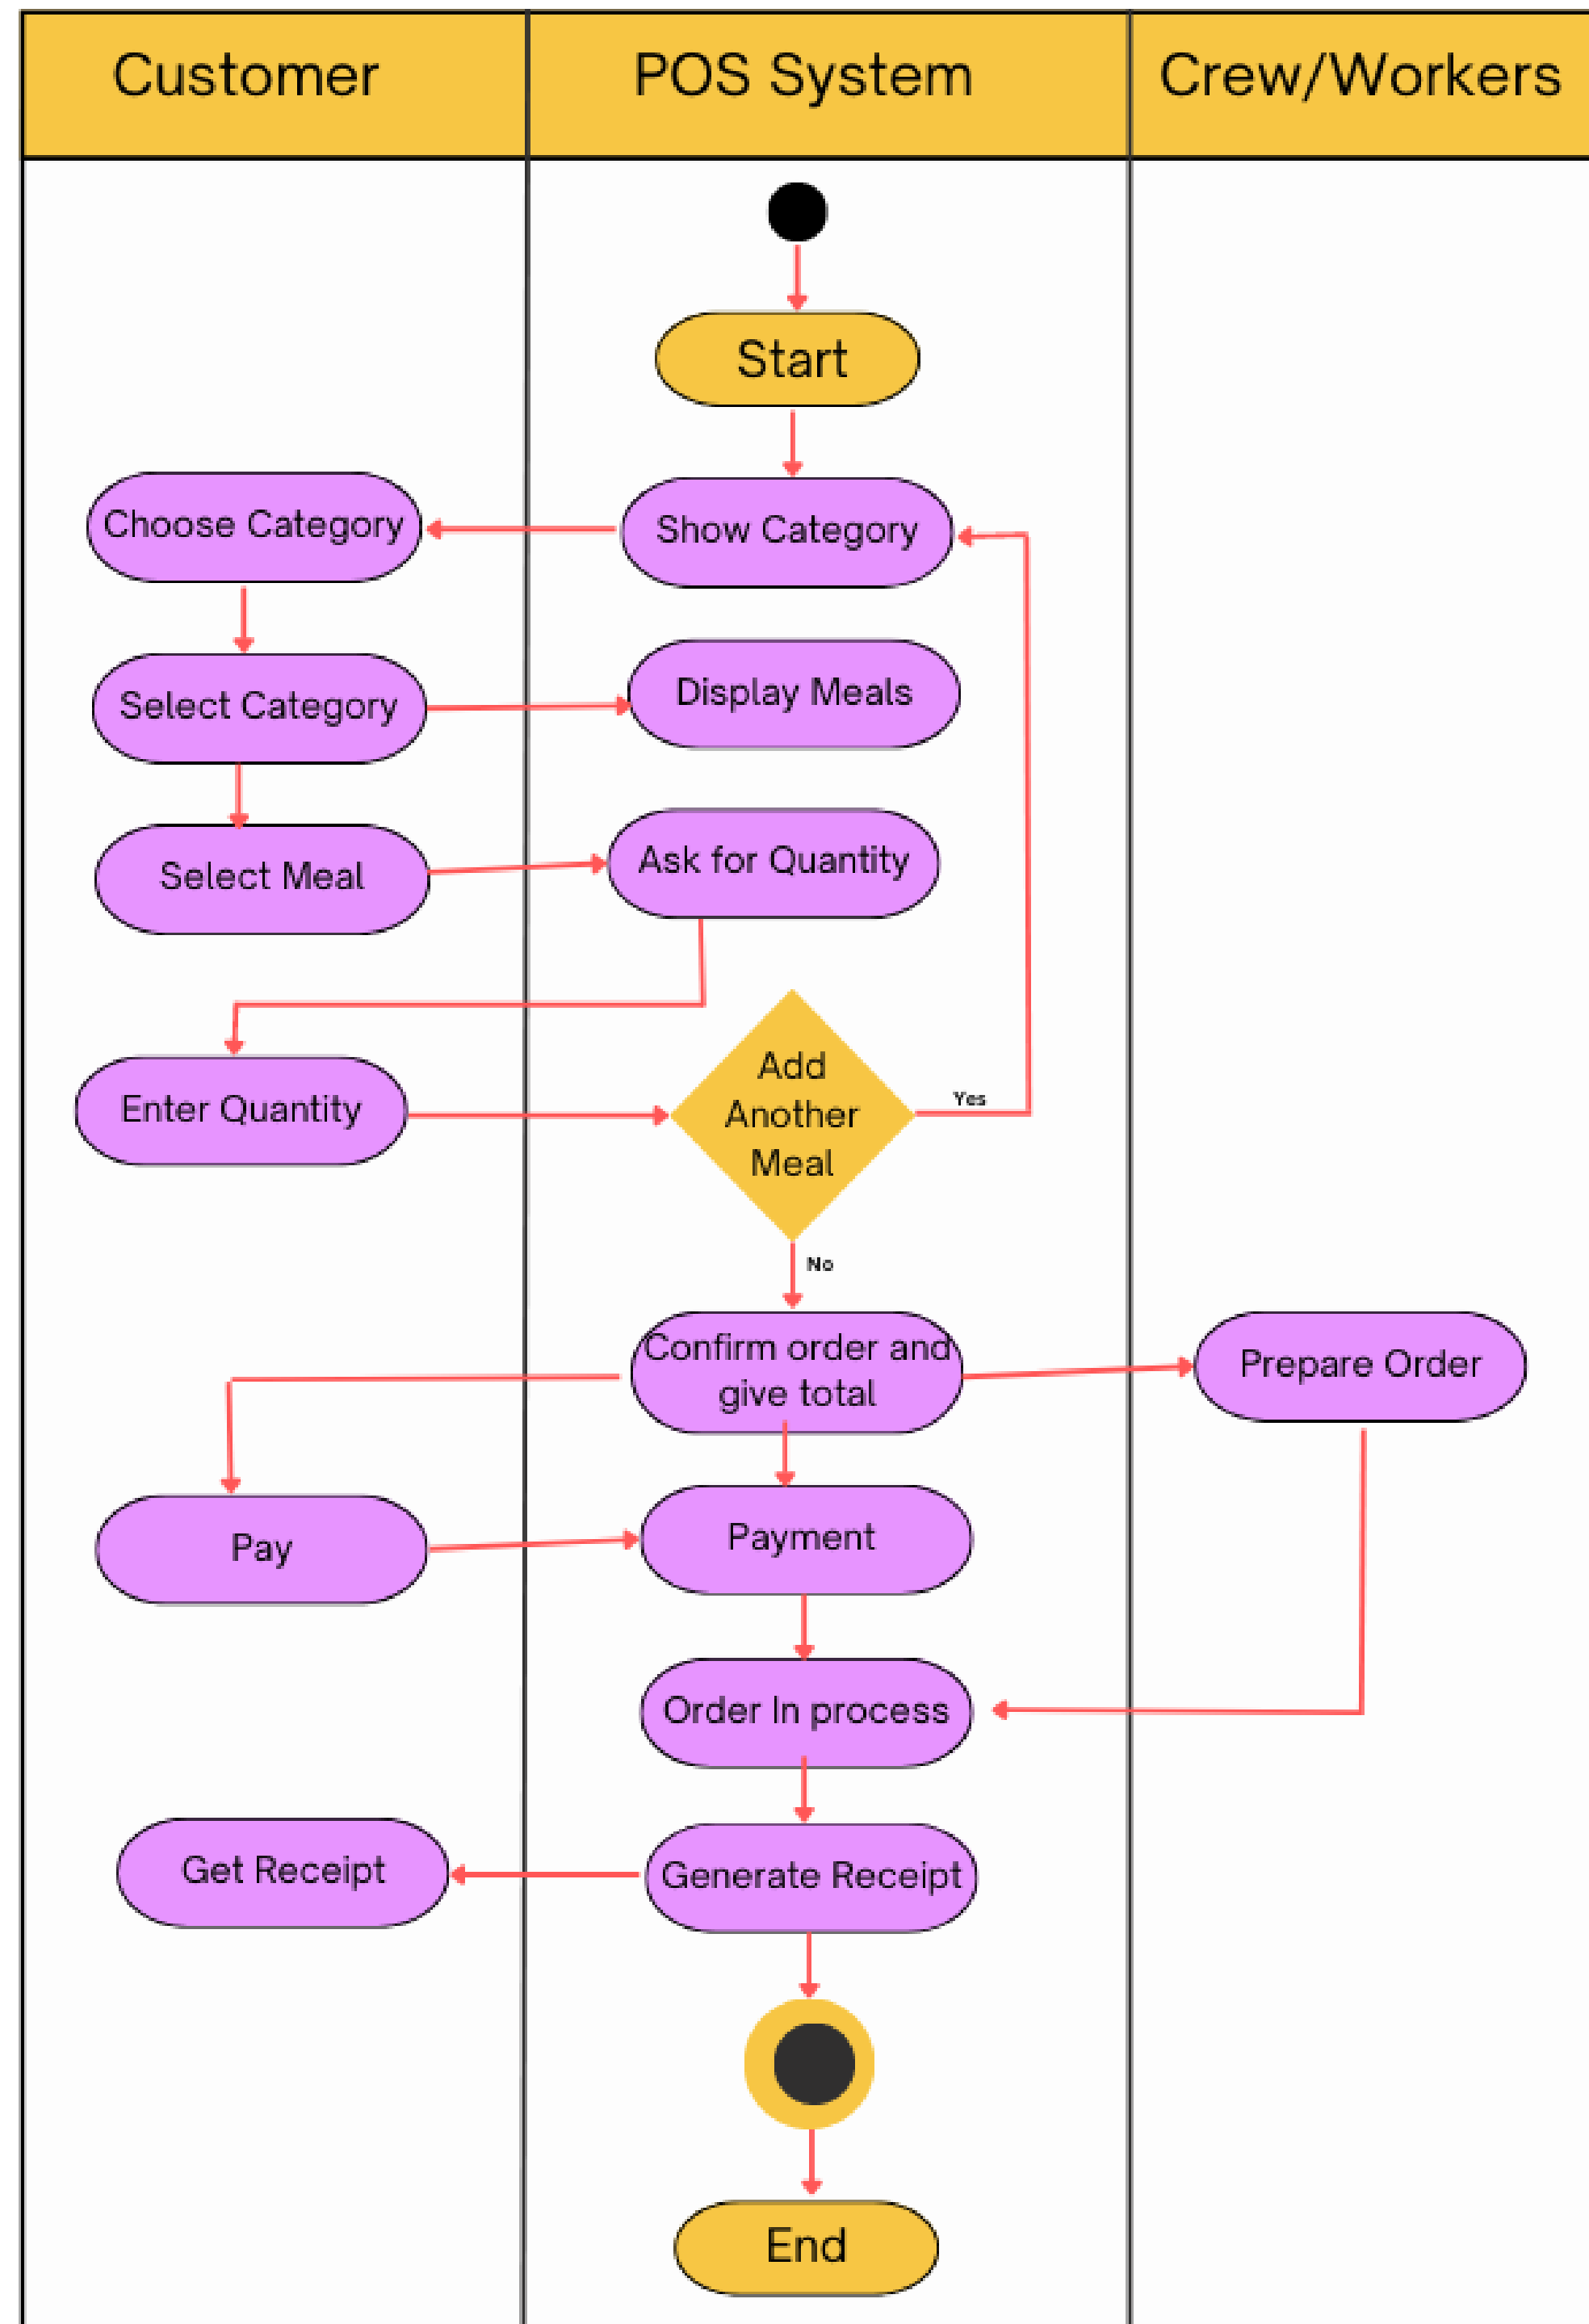 Customer
POS System
Crew/Workers
Start
Choose Category
Show Category
Select Category
Display Meals
Select Meal
Ask for Quantity
Add
Another
Meal
Yes
Enter Quantity
No
Confirm order and
give total
Prepare Order
Pay
Payment
Order In process
Get Receipt
Generate Receipt
End